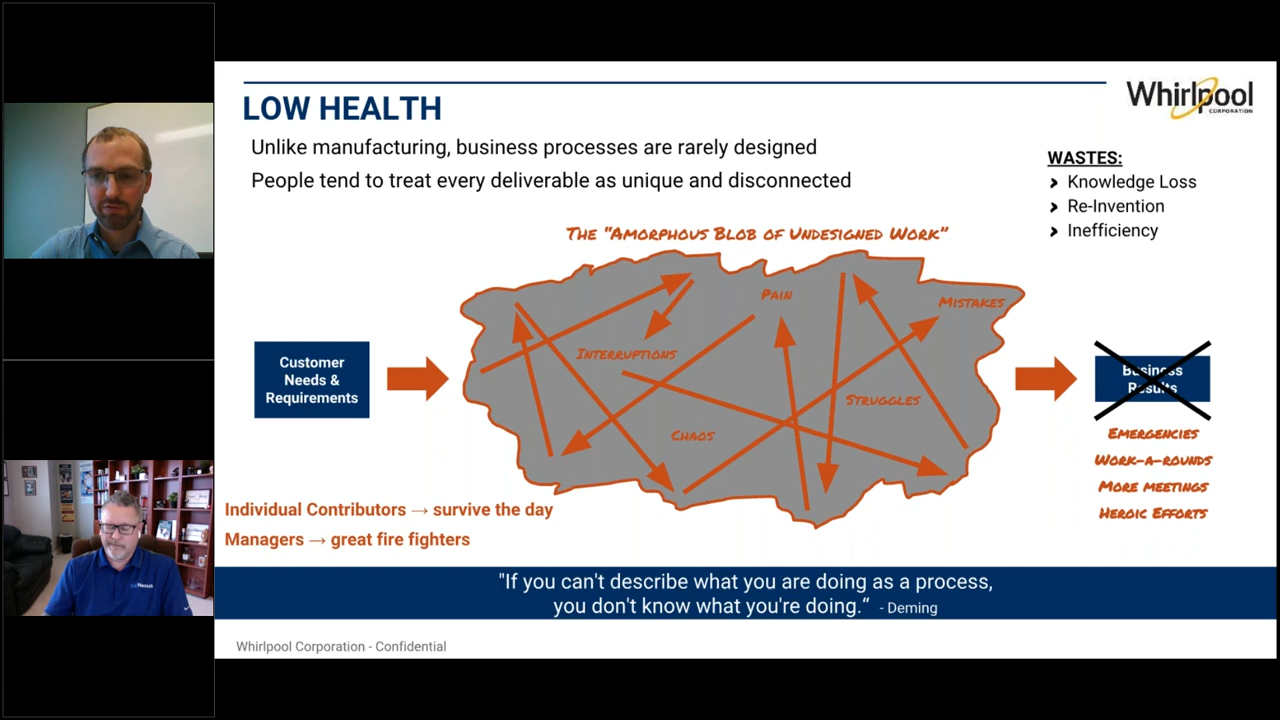 LOW HEALTH
Whirlpool
CORPORATION
Unlike manufacturing, business processes are rarely designed
People tend to treat every deliverable as unique and disconnected
WASTES:
Knowledge Loss
Re-Invention
Inefficiency
THE "AMORPHOUS BLOB OF UNDESIGNED WORK"
PAIN
MISTAKES
INTERRUPTIONS
STRUGGLES
CHAOS
Customer
Needs &
Requirements
Business
Results
EMERGENCIES
WORK-A-ROUNDS
MORE MEETINGS
HEROIC EFFORTS
Individual Contributors → survive the day
Managers → great fire fighters
"If you can't describe what you are doing as a process,
you don't know what you're doing.“ - Deming
Whirlpool Corporation - Confidential